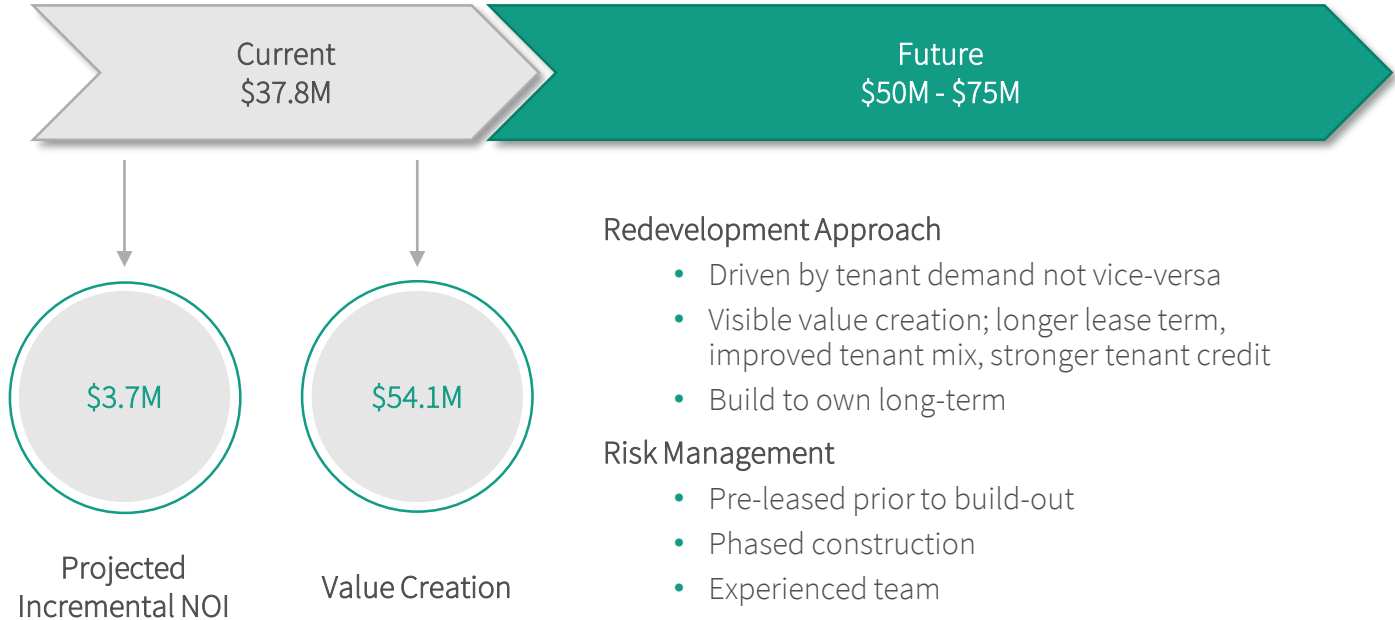 Current
$37.8M
Future
$50M - $75M
$3.7M
Projected
Incremental NOI
$54.1M
Value Creation
Redevelopment Approach
• Driven by tenant demand not vice-versa
• Visible value creation; longer lease term,
improved tenant mix, stronger tenant credit
• Build to own long-term
Risk Management
• Pre-leased prior to build-out
• Phased construction
• Experienced team